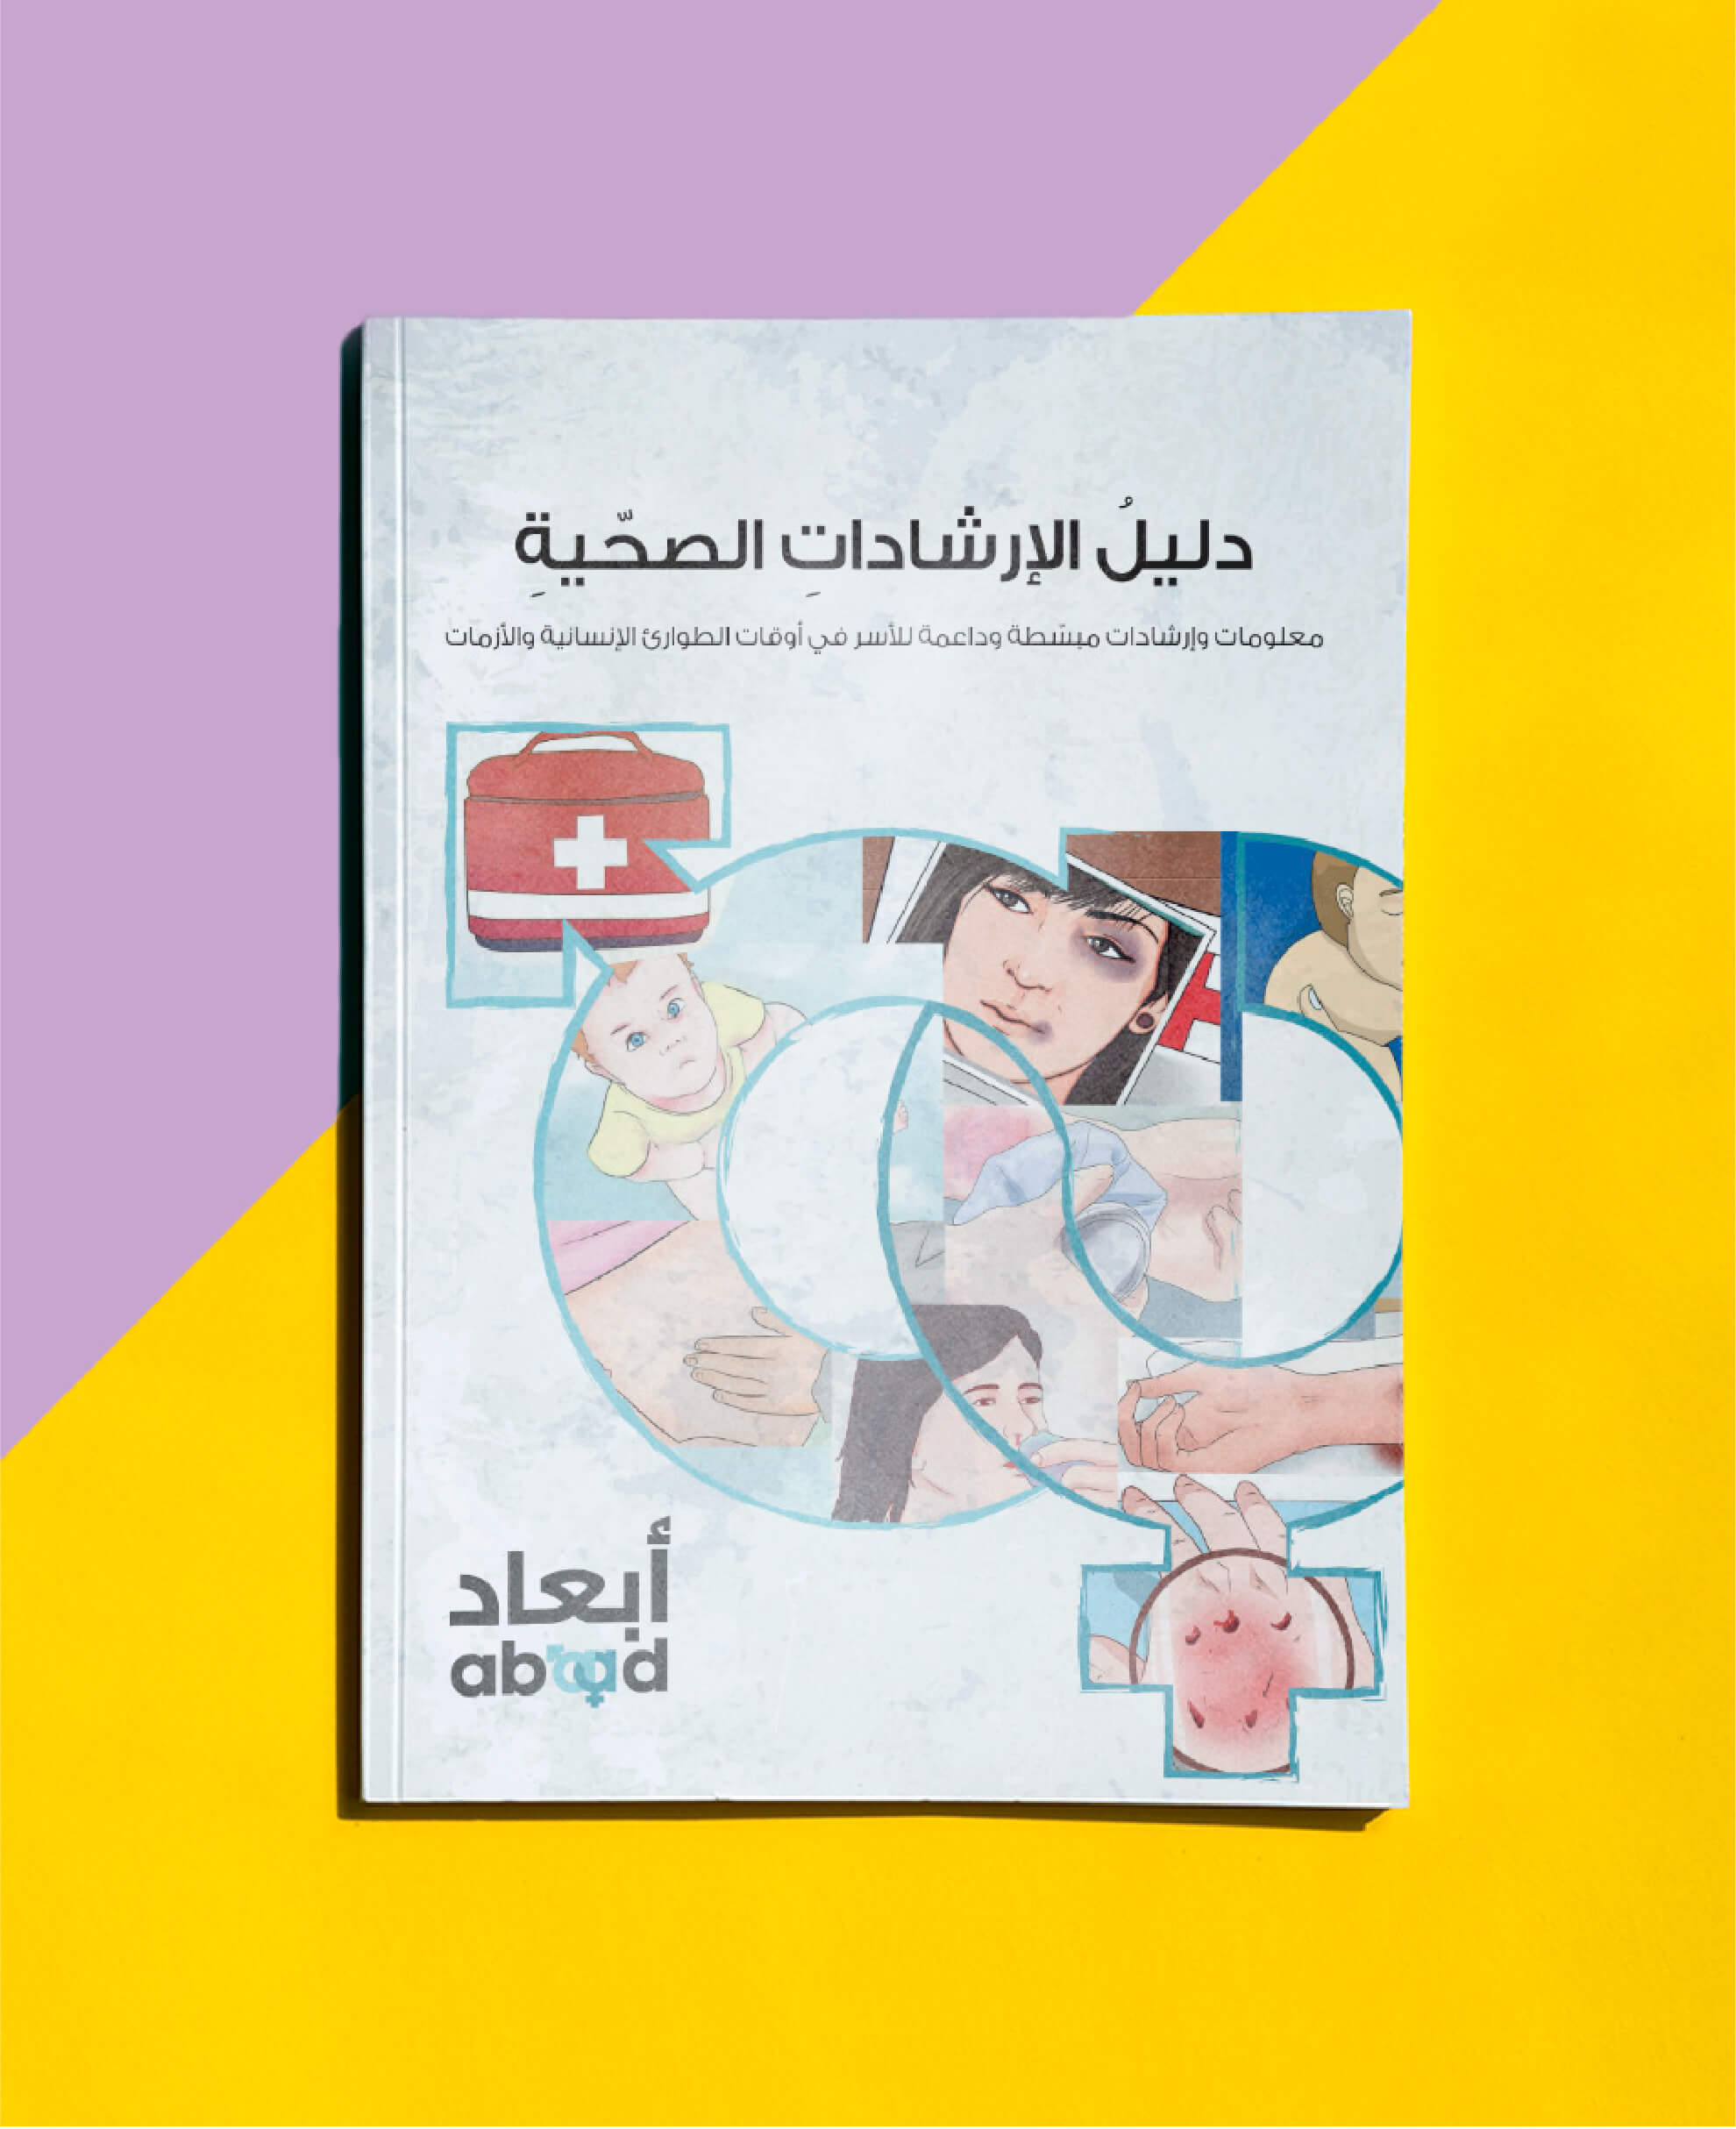 دليلُ الإرشاداتِ الصحّيةِ
معلومات وإرشادات مبسّطة وداعمة للأسر في أوقات الطوارئ الإنسانية والأزمات
أبعاد
abaad